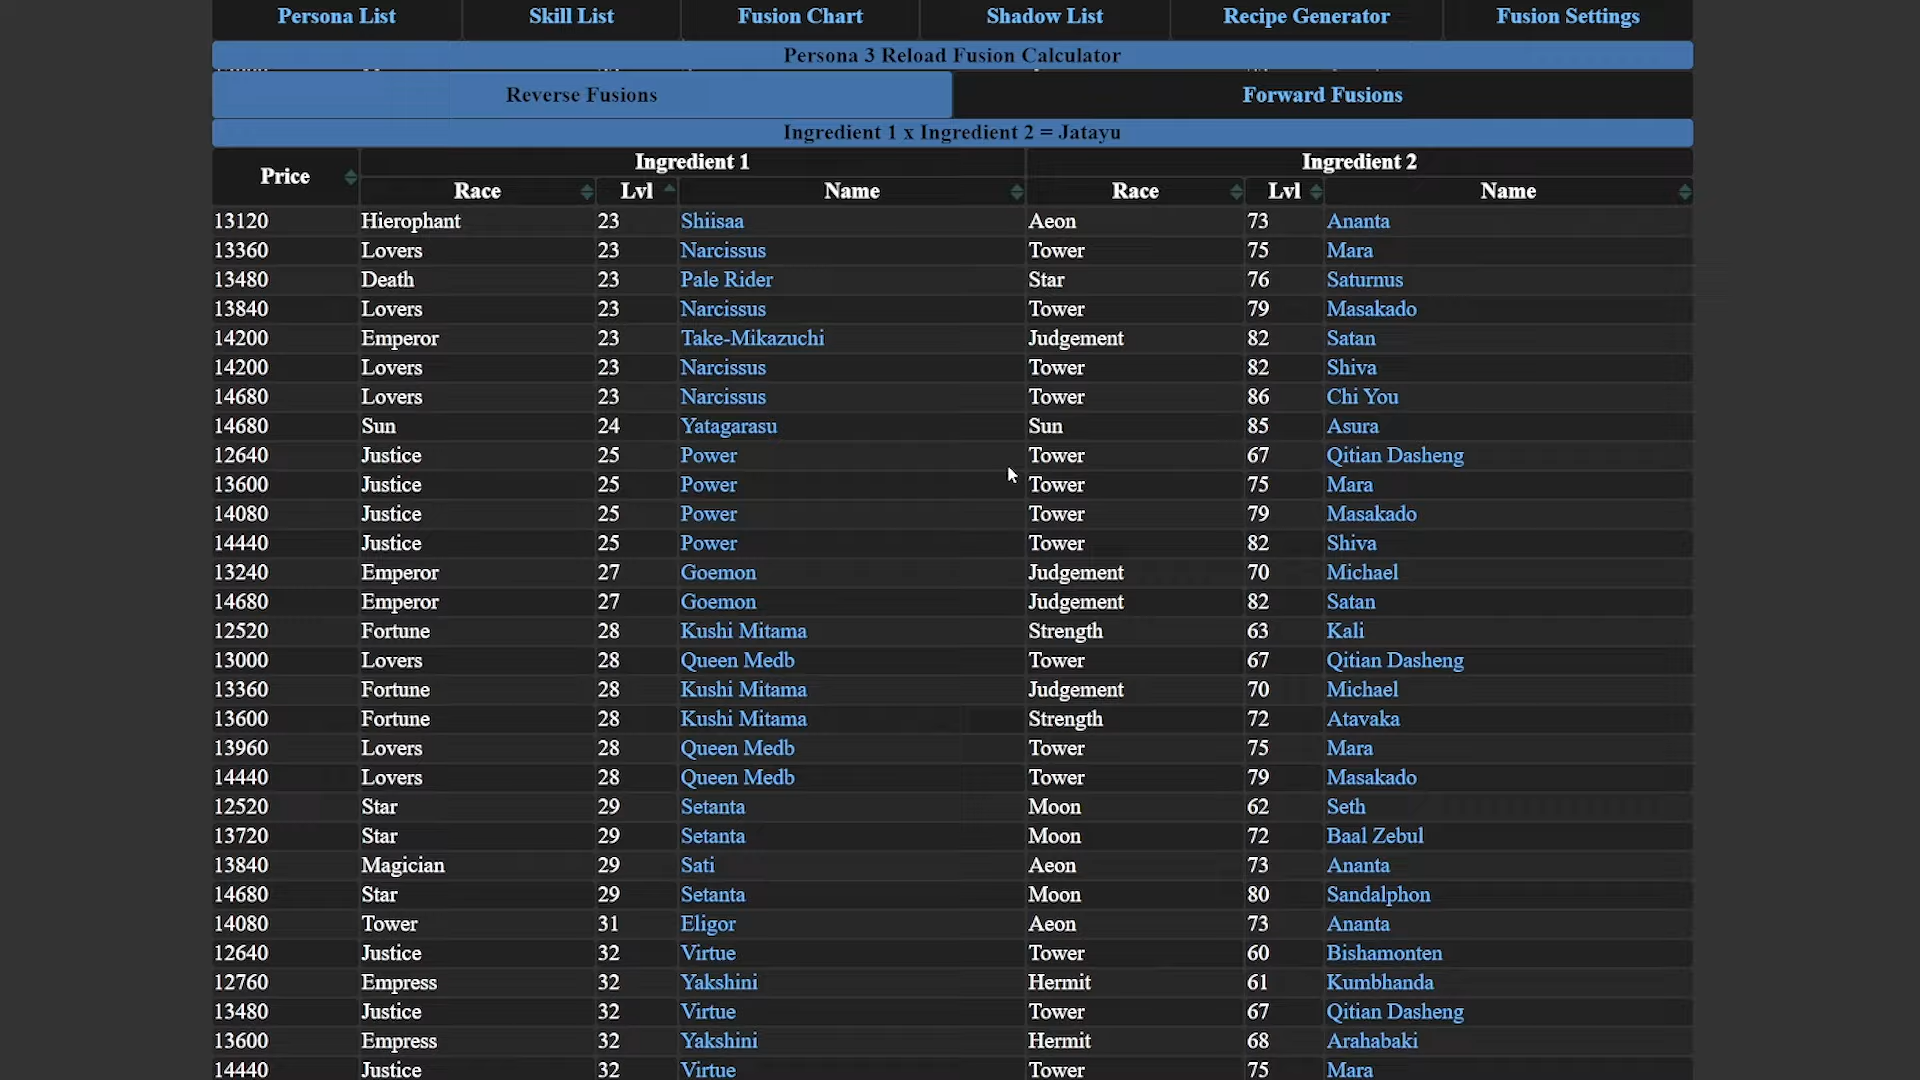 Persona List Skill List Fusion Chart Shadow List Recipe Generator Fusion Settings
Persona 3 Reload Fusion Calculator
Reverse Fusions Forward Fusions
Ingredient 1 x Ingredient 2 = Jatayu
Price Ingredient 1 Ingredient 2
Race Lvl Name Race Lvl Name
13120 Hierophant 23 Shiisaa Aeon 73 Ananta
13360 Lovers 23 Narcissus Tower 75 Mara
13480 Death 23 Pale Rider Star 76 Saturnus
13840 Lovers 23 Narcissus Tower 79 Masakado
14200 Emperor 23 Take-Mikazuchi Judgement 82 Satan
14200 Lovers 23 Narcissus Tower 82 Shiva
14680 Lovers 23 Narcissus Tower 86 Chi You
14680 Sun 24 Yatagarasu Sun 85 Asura
12640 Justice 25 Power Tower 67 Qitian Dasheng
13600 Justice 25 Power Tower 75 Mara
14080 Justice 25 Power Tower 79 Masakado
14440 Justice 25 Power Tower 82 Shiva
13240 Emperor 27 Goemon Judgement 70 Michael
14680 Emperor 27 Goemon Judgement 82 Satan
12520 Fortune 28 Kushi Mitama Strength 63 Kali
13000 Lovers 28 Queen Medb Tower 67 Qitian Dasheng
13360 Fortune 28 Kushi Mitama Judgement 70 Michael
13600 Fortune 28 Kushi Mitama Strength 72 Atavaka
13960 Lovers 28 Queen Medb Tower 75 Mara
14440 Lovers 28 Queen Medb Tower 79 Masakado
12520 Star 29 Setanta Moon 62 Seth
13720 Star 29 Setanta Moon 72 Baal Zebul
13840 Magician 29 Sati Aeon 73 Ananta
14680 Star 29 Setanta Moon 80 Sandalphon
14080 Tower 31 Eligor Aeon 73 Ananta
12640 Justice 32 Virtue Tower 60 Bishamonten
12760 Empress 32 Yakshini Hermit 61 Kumbhanda
13480 Justice 32 Virtue Tower 67 Qitian Dasheng
13600 Empress 32 Yakshini Hermit 68 Arahabaki
14440 Justice 32 Virtue Tower 75 Mara